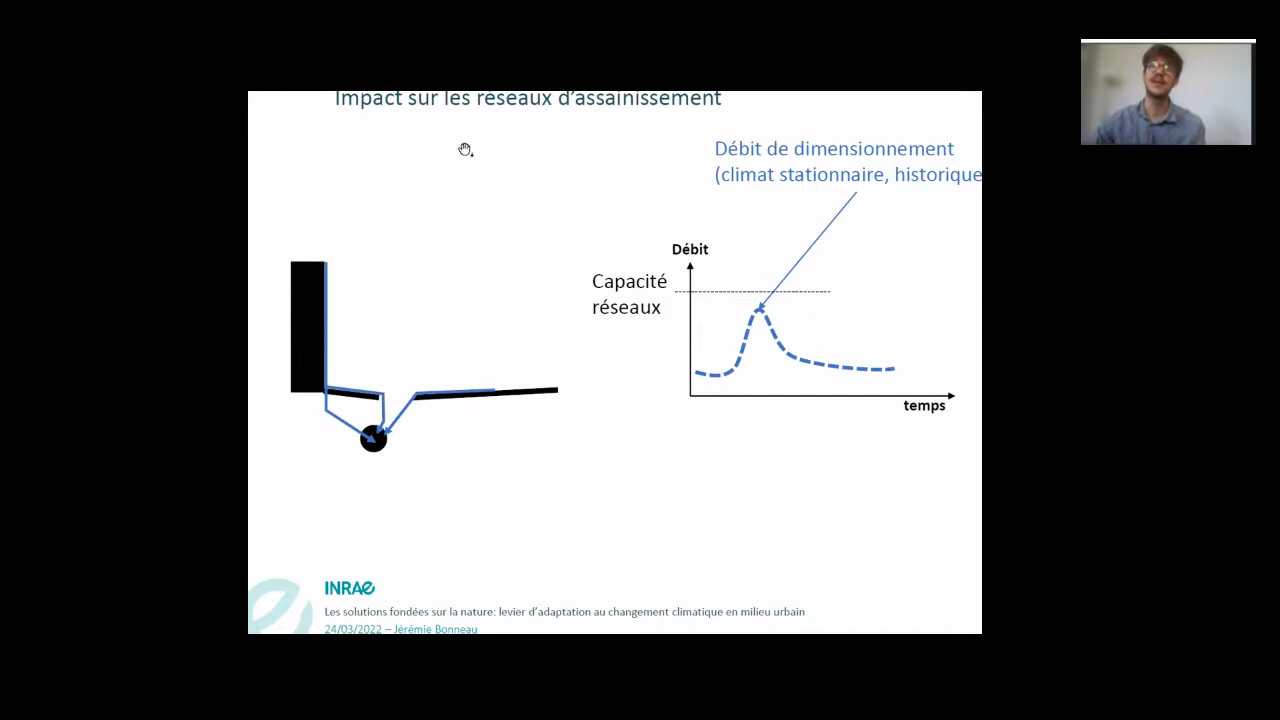 Impact sur les réseaux d'assainissement
Débit de dimensionnement
(climat stationnaire, historique
Débit
Capacité
réseaux
temps
INRAE
Les solutions fondées sur la nature: levier d'adaptation au changement climatique en milieu urbain
24/03/2022 – Jérémie Bonneau